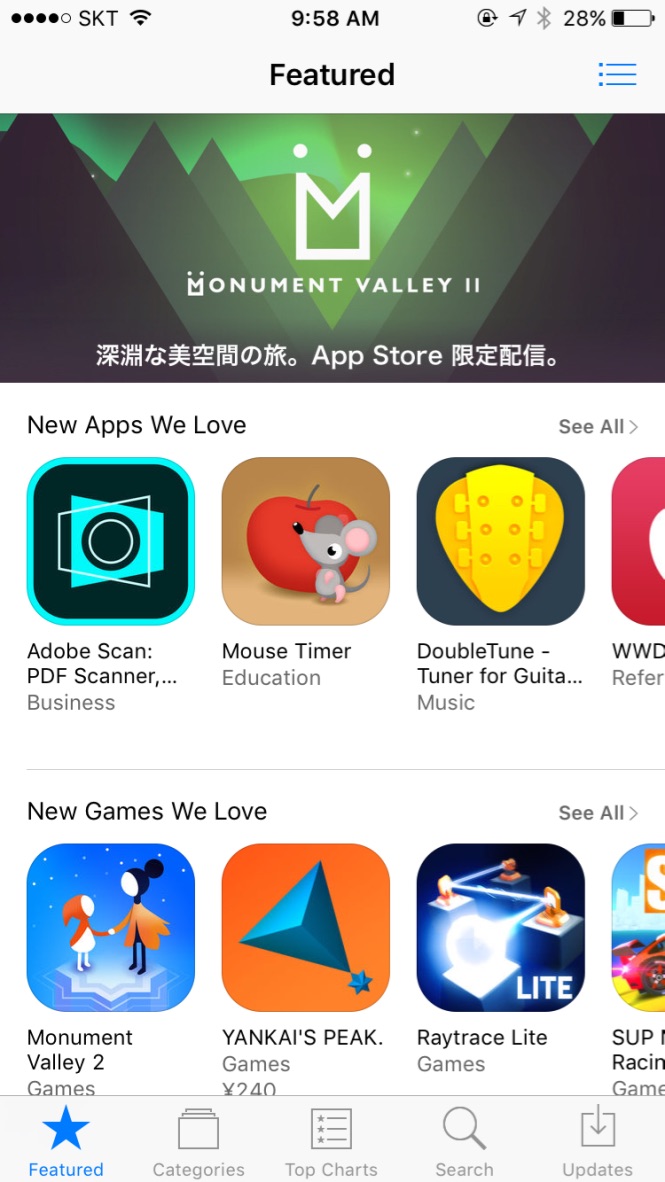 SKT 9:58 AM 28%
Featured
MONUMENT VALLEY II
深淵な美空間の旅。App Store 限定配信。
New Apps We Love See All
Adobe Scan: PDF Scanner,...
Business
Mouse Timer
Education
DoubleTune - Tuner for Guita...
Music
WWD
Refer
New Games We Love See All
LITE
Monument Valley 2
Games
YANKAI'S PEAK.
Games
¥240
Raytrace Lite
Games
SUP
Racin
Game
Featured Categories Top Charts Search Updates